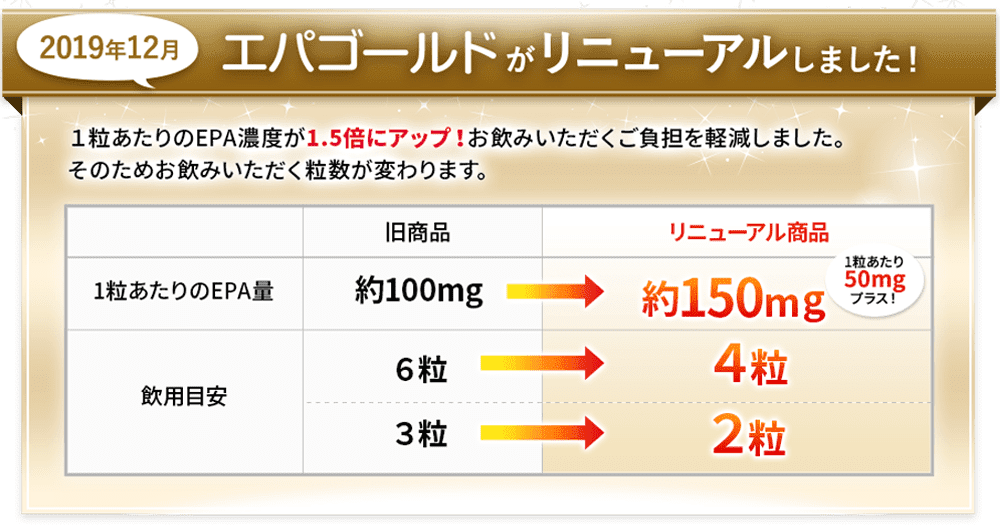 2019年12月
エパゴールドがリニューアルしました!
1粒あたりのEPA濃度が1.5倍にアップ!お飲みいただくご負担を軽減しました。
そのためお飲みいただく粒数が変わります。
旧商品 リニューアル商品
1粒あたりのEPA量 約100mg 約150mg
1粒あたり
50mg
プラス!
飲用目安
6粒 4粒
3粒 2粒